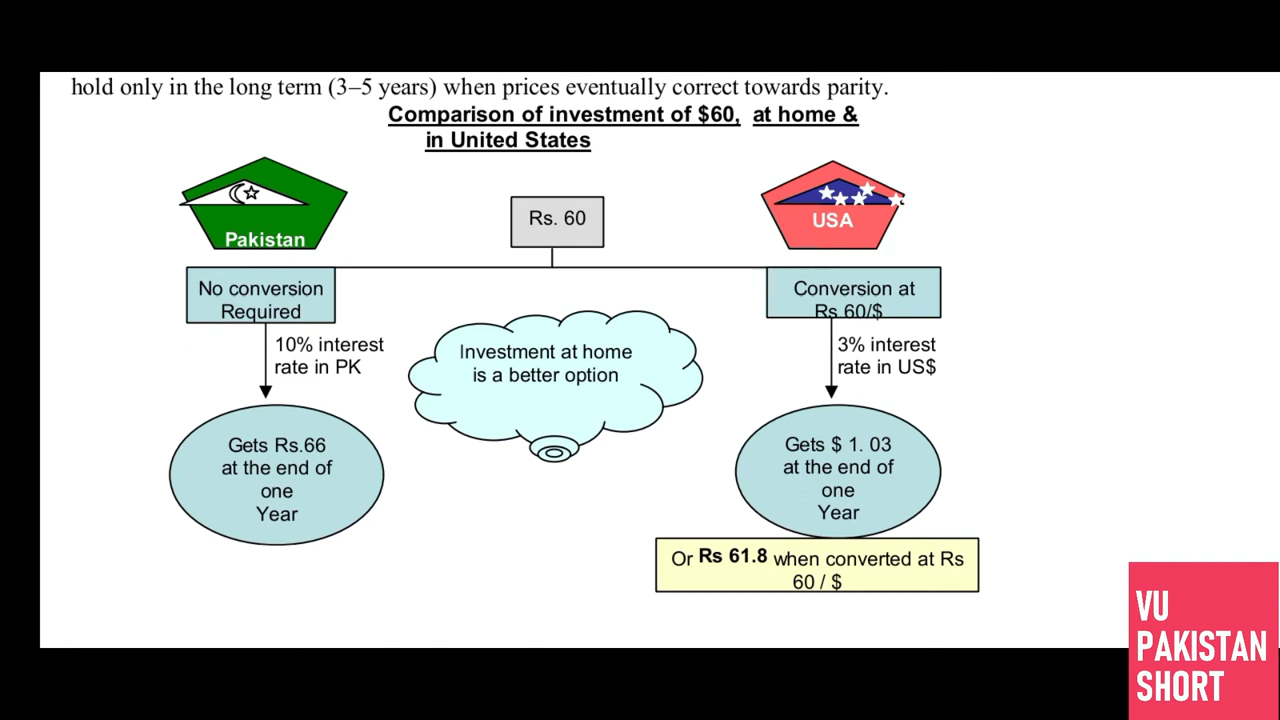 hold only in the long term (3–5 years) when prices eventually correct towards parity.
Comparison of investment of $60, at home &
in United States
Pakistan
Rs. 60
USA
No conversion
Required
Conversion at
Rs 60/$
10% interest
rate in PK
Investment at home
is a better option
3% interest
rate in US$
Gets Rs.66
at the end of
one
Year
Gets $ 1. 03
at the end of
one
Year
Or Rs 61.8 when converted at Rs
60 / $
VU
PAKISTAN
SHORT